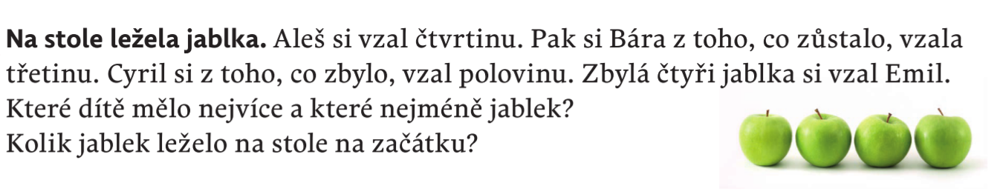 Na stole ležela jablka. Aleš si vzal čtvrtinu. Pak si Bára z toho, co zůstalo, vzala
třetinu. Cyril si z toho, co zbylo, vzal polovinu. Zbylá čtyři jablka si vzal Emil.
Které dítě mělo nejvíce a které nejméně jablek?
Kolik jablek leželo na stole na začátku?